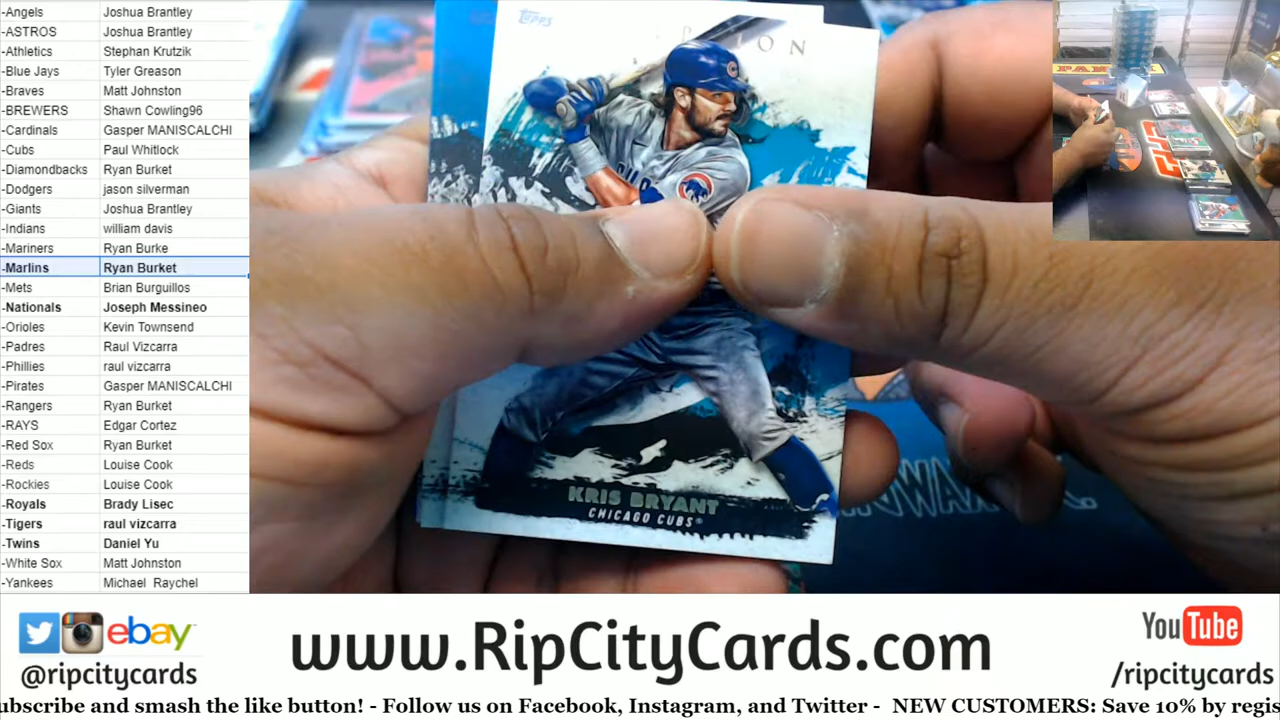 -Angels Joshua Brantley
-ASTROS Joshua Brantley
-Athletics Stephan Krutzik
-Blue Jays Tyler Greason
-Braves Matt Johnston
-BREWERS Shawn Cowling96
-Cardinals Gasper MANISCALCHI
-Cubs Paul Whitlock
-Diamondbacks Ryan Burket
-Dodgers jason silverman
-Giants Joshua Brantley
-Indians william davis
-Mariners Ryan Burke
-Marlins Ryan Burket
-Mets Brian Burguillos
-Nationals Joseph Messineo
-Orioles Kevin Townsend
-Padres Raul Vizcarra
-Phillies raul vizcarra
-Pirates Gasper MANISCALCHI
-Rangers Ryan Burket
-RAYS Edgar Cortez
-Red Sox Ryan Burket
-Reds Louise Cook
-Rockies Louise Cook
-Royals Brady Lisec
-Tigers raul vizcarra
-Twins Daniel Yu
-White Sox Matt Johnston
-Yankees Michael Raychel
TOPPS
KRIS BRYANT
CHICAGO CUBS®
ebay
@ripcitycards
www.RipCityCards.com
YouTube
/ripcitycards
ubscribe and smash the like button! - Follow us on Facebook, Instagram, and Twitter - NEW CUSTOMERS: Save 10% by regis